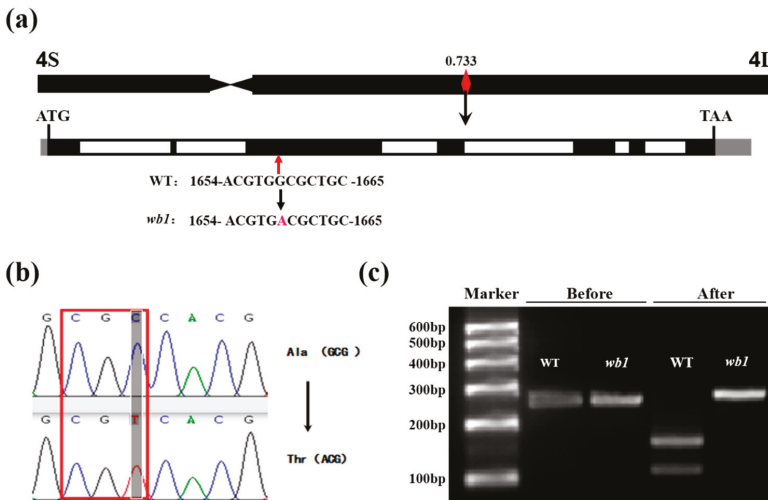 (a)
4S 0.733 4L
ATG TAA
WT: 1654-ACGTGGCGCTGC -1665
wb1: 1654- ACGTGACGCTGC-1665
(b)
G C G C C A C G
Ala (GCG)
G C G T C A C G
Thr (ACG)
(c)
Marker Before After
600bp
500bp
400bp
300bp
200bp
100bp
WT wb1 WT wb1